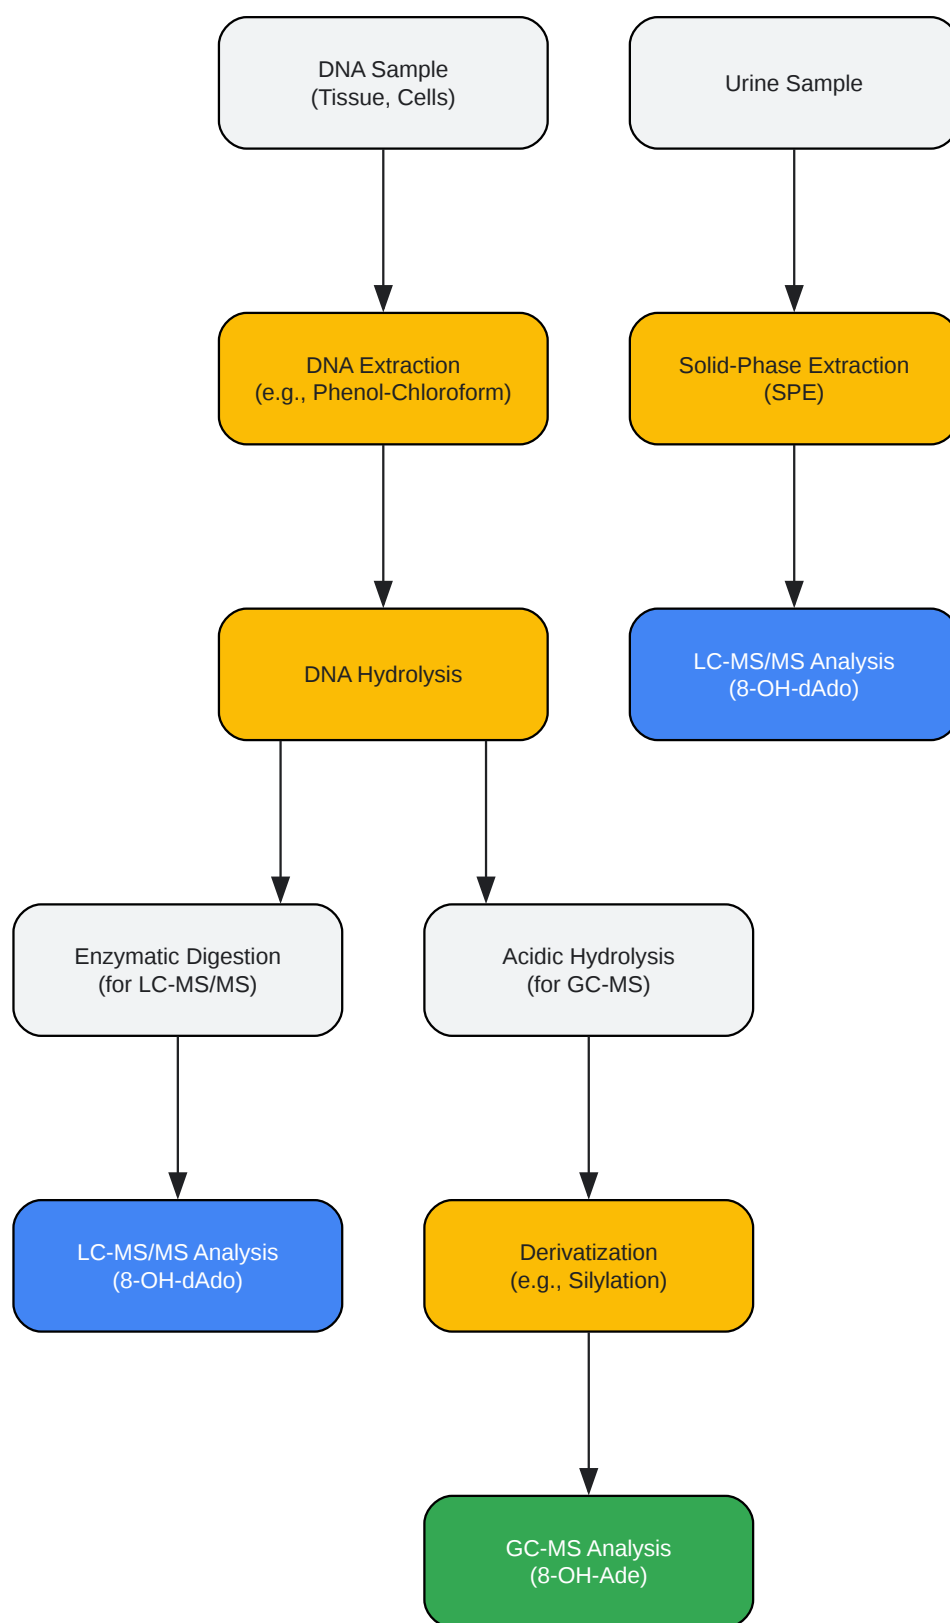 DNA Sample
(Tissue, Cells)
Urine Sample
DNA Extraction
(e.g., Phenol-Chloroform)
Solid-Phase Extraction
(SPE)
DNA Hydrolysis
LC-MS/MS Analysis
(8-OH-dAdo)
Enzymatic Digestion
(for LC-MS/MS)
Acidic Hydrolysis
(for GC-MS)
LC-MS/MS Analysis
(8-OH-dAdo)
Derivatization
(e.g., Silylation)
GC-MS Analysis
(8-OH-Ade)